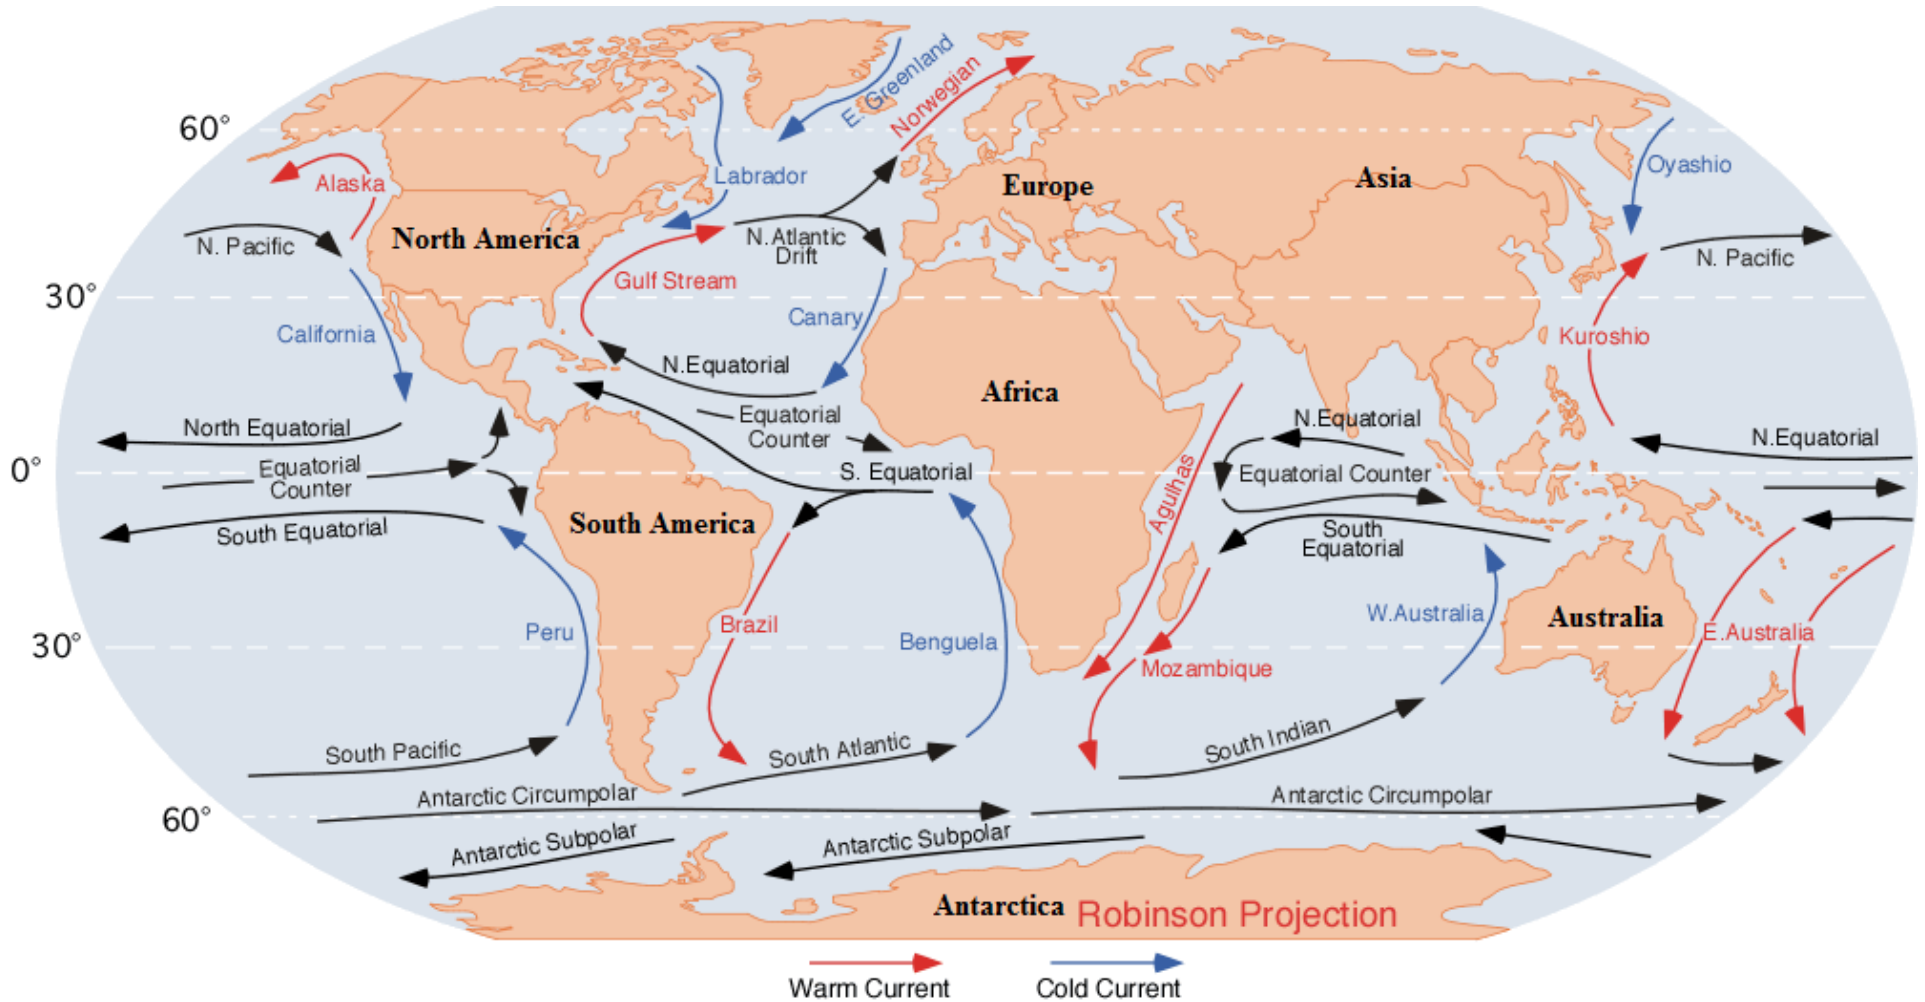 60°
E. Greenland
Norwegian
Alaska
Labrador
Europe
Asia
Oyashio
N. Pacific
North America
N.Atlantic
Drift
N. Pacific
30°
Gulf Stream
California
Canary
Kuroshio
N.Equatorial
Africa
North Equatorial
Equatorial
Counter
N.Equatorial
N.Equatorial
0°
Equatorial
Counter
S. Equatorial
Equatorial Counter
Agulhas
South Equatorial
South America
South
Equatorial
Peru
Brazil
Benguela
W.Australia
Australia
E.Australia
30°
Mozambique
South Pacific
South Atlantic
South Indian
Antarctic Circumpolar
Antarctic Circumpolar
60°
Antarctic Subpolar
Antarctic Subpolar
Antarctica
Robinson Projection
Warm Current
Cold Current